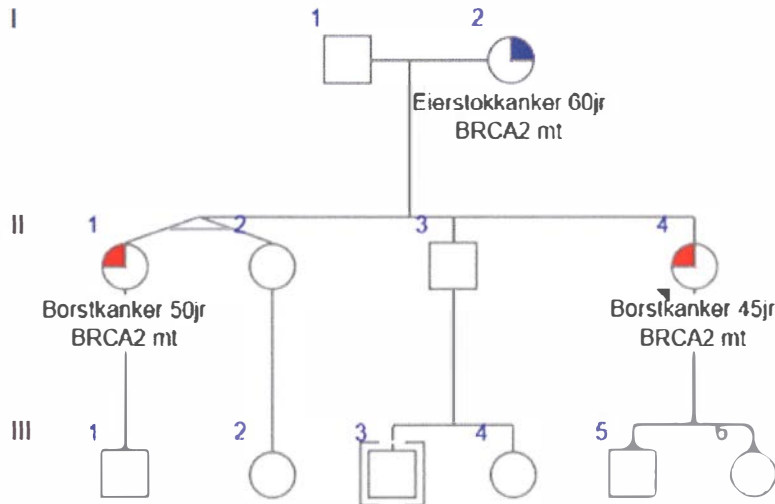 I
1
2
Eierstokkanker 60jr
BRCA2 mt
II
1
2
3
4
Borstkanker 50jr
BRCA2 mt
Borstkanker 45jr
BRCA2 mt
III
1
2
3
4
5
6